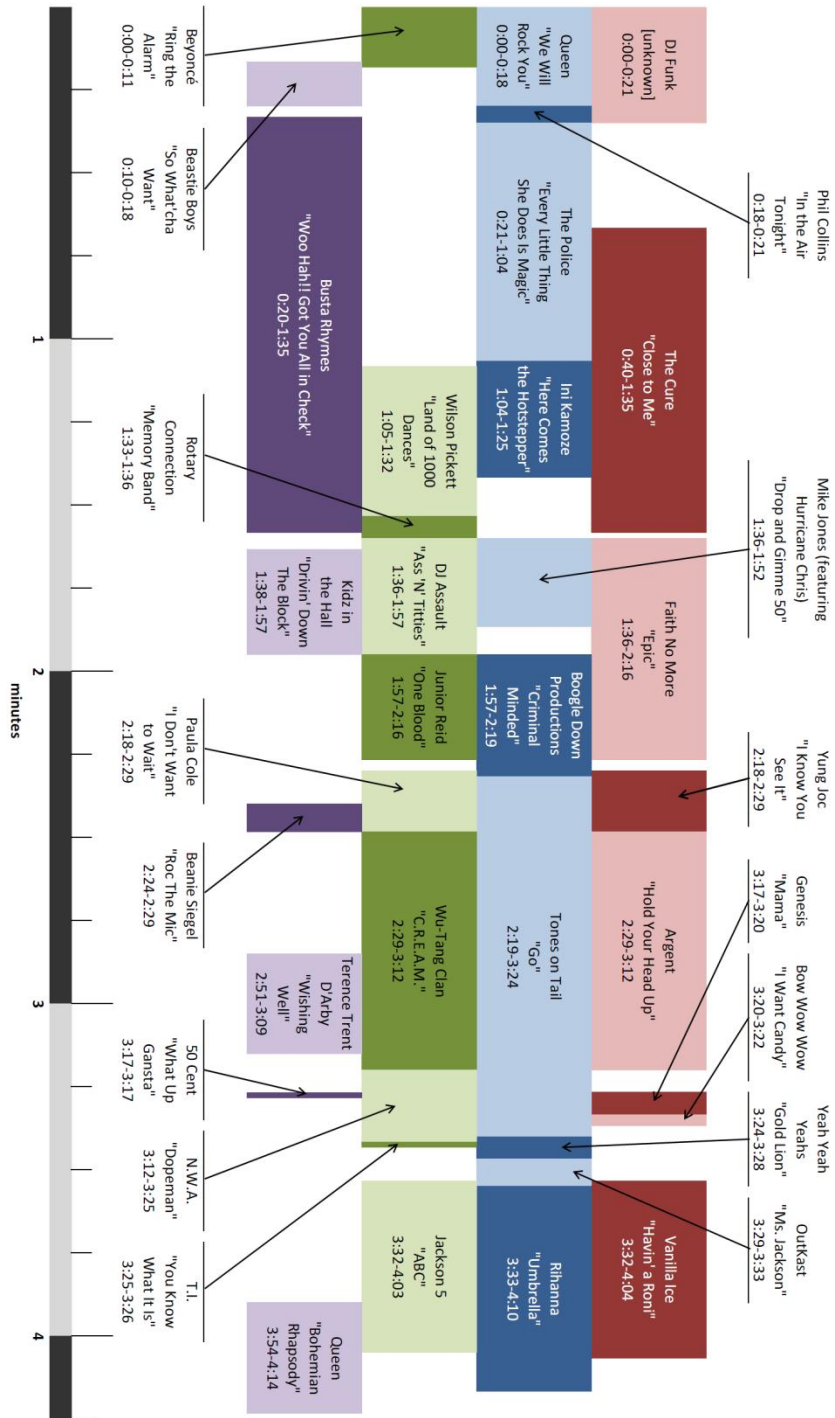 Phil Collins
"In the Air
Tonight"
0:18-0:21
Mike Jones (featuring
Hurricane Chris)
"Drop and Gimme 50"
1:36-1:52
Yung Joc
"I Know You
See It"
2:18-2:29
Genesis
"Mama"
3:17-3:20
Bow Wow Wow
"I Want Candy"
3:20-3:22
Yeah Yeah
Yeahs
"Gold Lion"
3:24-3:28
OutKast
"Ms. Jackson"
3:29-3:33
DJ Funk
[unknown]
0:00-0:21
The Cure
"Close to Me"
0:40-1:35
Faith No More
"Epic"
1:36-2:16
Argent
"Hold Your Head Up"
2:29-3:12
Vanilla Ice
"Havin' a Roni"
3:32-4:04
Queen
"We Will
Rock You"
0:00-0:18
The Police
"Every Little Thing
She Does Is Magic"
0:21-1:04
Ini Kamoze
"Here Comes
the Hotstepper"
1:04-1:25
Boogle Down
Productions
"Criminal
Minded"
1:57-2:19
Tones on Tail
"Go"
2:19-3:24
Rihanna
"Umbrella"
3:33-4:10
Wilson Pickett
"Land of 1000
Dances"
1:05-1:32
DJ Assault
"Ass 'N' Titties"
1:36-1:57
Junior Reid
"One Blood"
1:57-2:16
Wu-Tang Clan
"C.R.E.A.M."
2:29-3:12
Jackson 5
"ABC"
3:32-4:03
Busta Rhymes
"Woo Hah!! Got You All in Check"
0:20-1:35
Kidz in
the Hall
"Drivin' Down
The Block"
1:38-1:57
Terence Trent
D'Arby
"Wishing
Well"
2:51-3:09
Queen
"Bohemian
Rhapsody"
3:54-4:14
Beyoncé
"Ring the
Alarm"
0:00-0:11
Beastie Boys
"So What'cha
Want"
0:10-0:18
Rotary
Connection
"Memory Band"
1:33-1:36
Paula Cole
"I Don't Want
to Wait"
2:18-2:29
Beanie Siegel
"Roc The Mic"
2:24-2:29
50 Cent
"What Up
Gansta"
3:17-3:17
N.W.A.
"Dopeman"
3:12-3:25
T.I.
"You Know
What It Is"
3:25-3:26
1
2
3
4
minutes